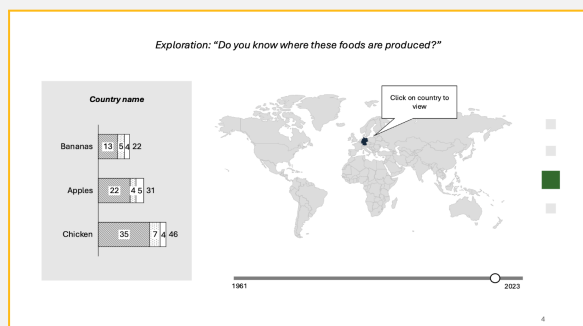 Exploration: “Do you know where these foods are produced?”
Country name
Click on country to
view
Bananas 13 5 4 22
Apples 22 4 5 31
Chicken 35 7 4 46
1961 2023
4